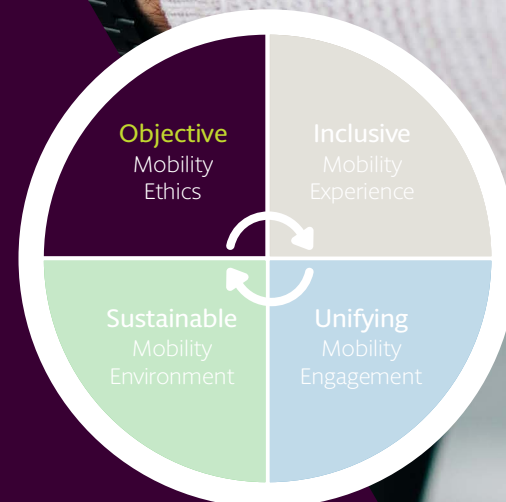 Objective
Mobility
Ethics
Inclusive
Mobility
Experience
Sustainable
Mobility
Environment
Unifying
Mobility
Engagement